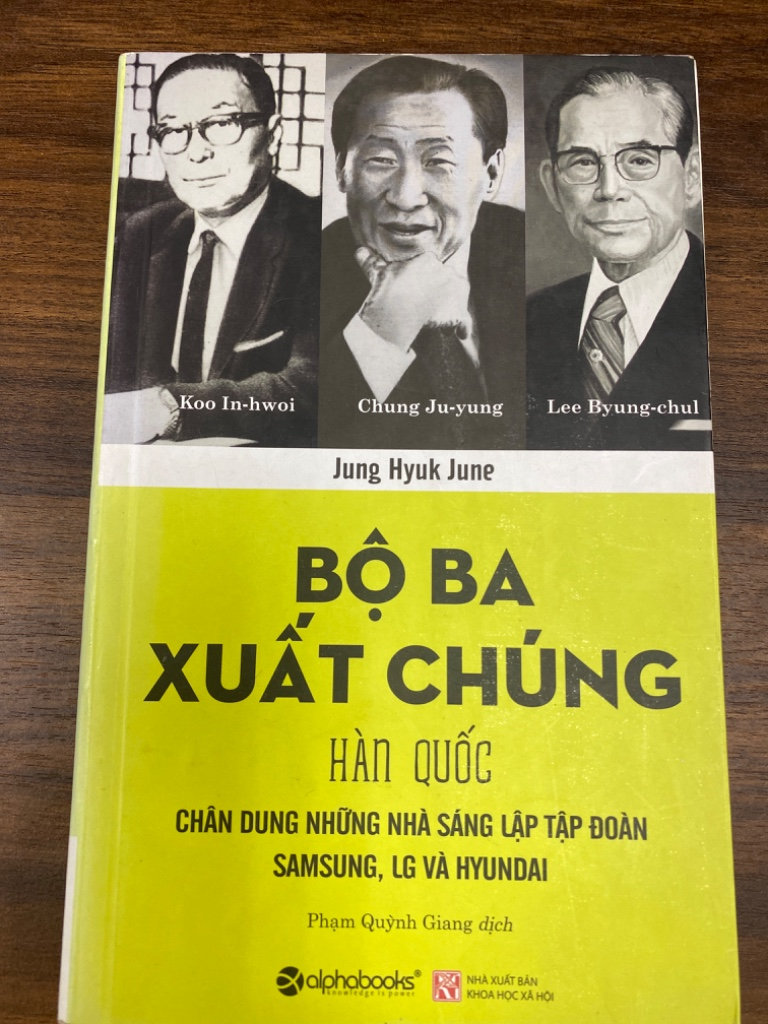 Koo In-hwoi
Chung Ju-yung
Lee Byung-chul
Jung Hyuk June
BỘ BA
XUẤT CHÚNG
HÀN QUỐC
CHÂN DUNG NHỮNG NHÀ SÁNG LẬP TẬP ĐOÀN
SAMSUNG, LG VÀ HYUNDAI
Phạm Quỳnh Giang dịch
alphabooks®
knowledge is power
NHÀ XUẤT BẢN
KHOA HỌC XÃ HỘI